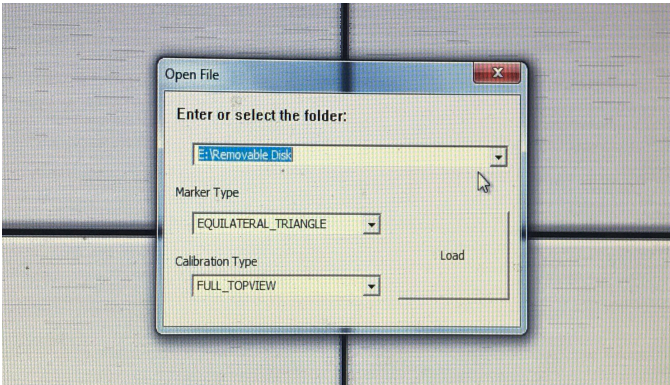 Open File
Enter or select the folder:
E:\Removable Disk
Marker Type
EQUILATERAL_TRIANGLE
Load
Calibration Type
FULL_TOPVIEW